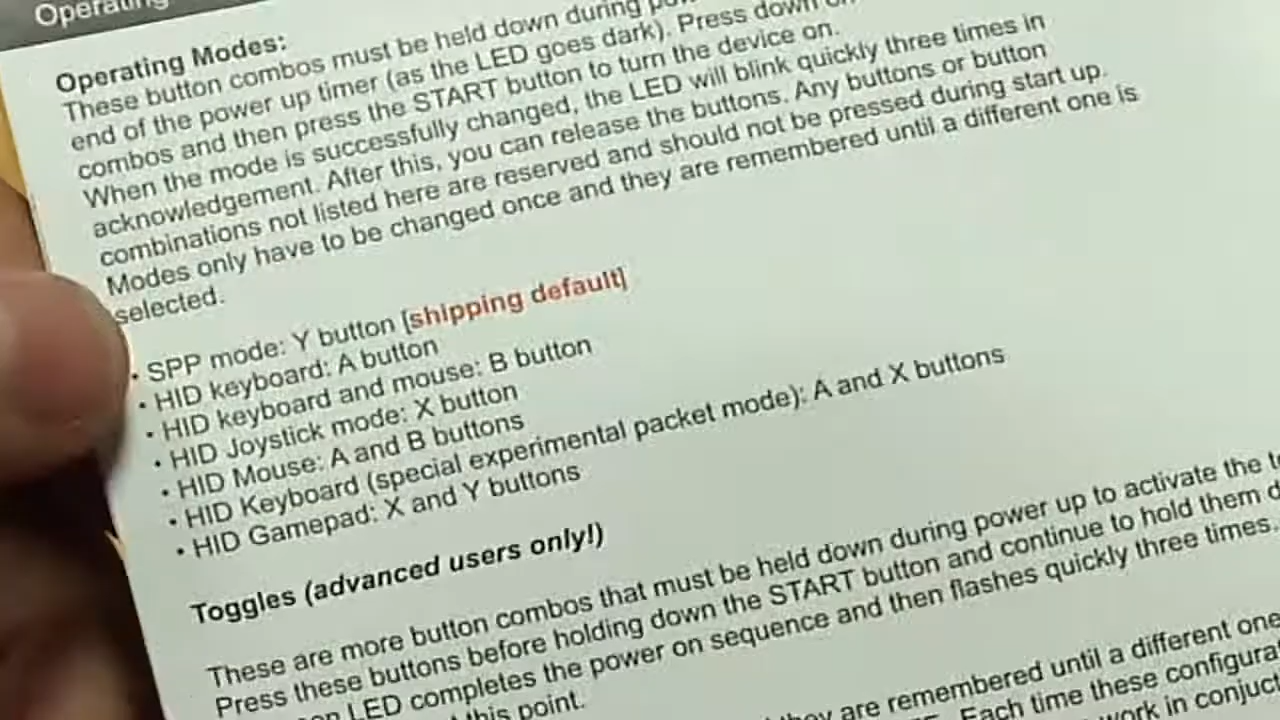 Operating
Operating Modes:
These button combos must be held down during
end of the power up timer (as the LED goes dark). Press down
combos and then press the START button to turn the device on.
When the mode is successfully changed, the LED will blink quickly three times in
acknowledgement. After this, you can release the buttons. Any buttons or button
combinations not listed here are reserved and should not be pressed during start up.
Modes only have to be changed once and they are remembered until a different one is
selected.
• SPP mode: Y button [shipping default]
• HID keyboard: A button
• HID keyboard and mouse: B button
• HID Joystick mode: X button
• HID Mouse: A and B buttons
• HID Keyboard (special experimental packet mode): A and X buttons
• HID Gamepad: X and Y buttons
Toggles (advanced users only!)
These are more button combos that must be held down during power up to activate the
Press these buttons before holding down the START button and continue to hold them
LED completes the power on sequence and then flashes quickly three times.
this point.
they are remembered until a different one
Each time these
work in